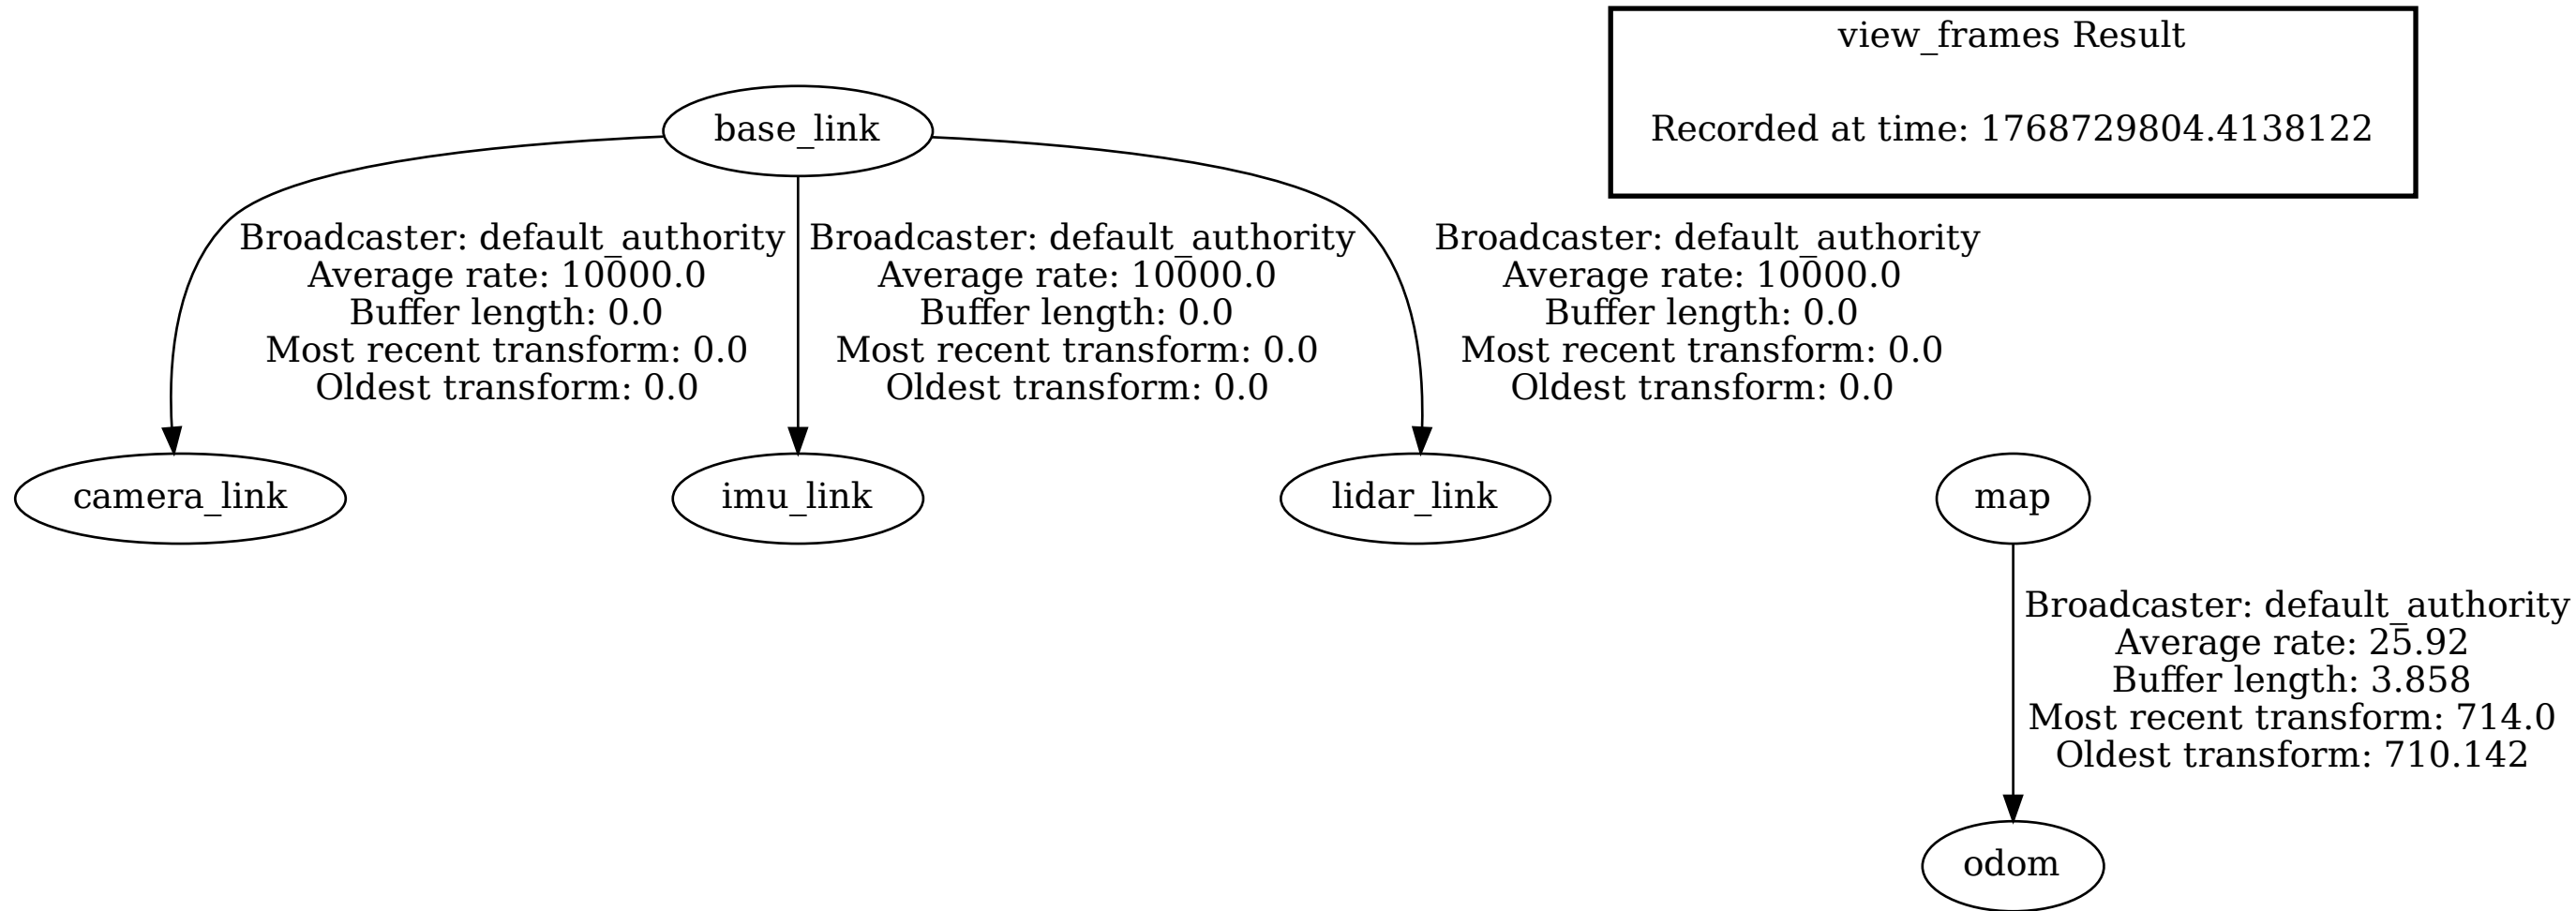 view_frames Result
Recorded at time: 1768729804.4138122
base_link
Broadcaster: default_authority
Average rate: 10000.0
Buffer length: 0.0
Most recent transform: 0.0
Oldest transform: 0.0
Broadcaster: default_authority
Average rate: 10000.0
Buffer length: 0.0
Most recent transform: 0.0
Oldest transform: 0.0
Broadcaster: default_authority
Average rate: 10000.0
Buffer length: 0.0
Most recent transform: 0.0
Oldest transform: 0.0
camera_link
imu_link
lidar_link
map
Broadcaster: default_authority
Average rate: 25.92
Buffer length: 3.858
Most recent transform: 714.0
Oldest transform: 710.142
odom